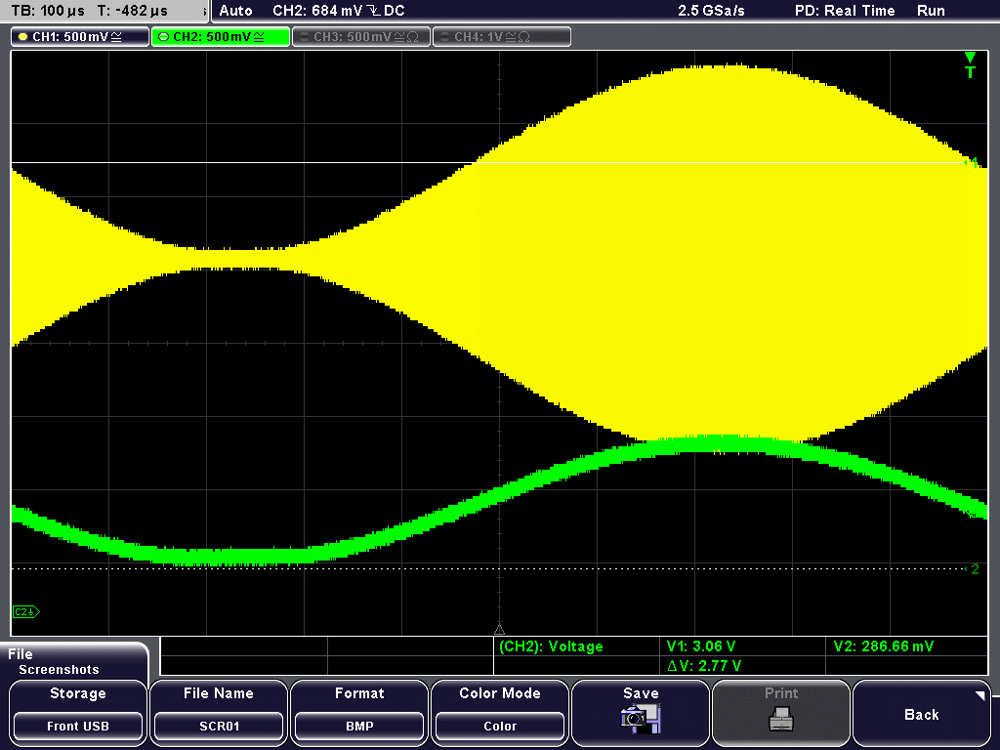 TB: 100 µs T: -482 µs Auto CH2: 684 mV DC 2.5 GSa/s PD: Real Time Run
CH1: 500mV CH2: 500mV CH3: 500mV Ω CH4: 1V Ω
T
1
2
C2
(CH2): Voltage V1: 3.06 V V2: 286.66 mV
ΔV: 2.77 V
File
Screenshots
Storage File Name Format Color Mode Save Print Back
Front USB SCR01 BMP Color